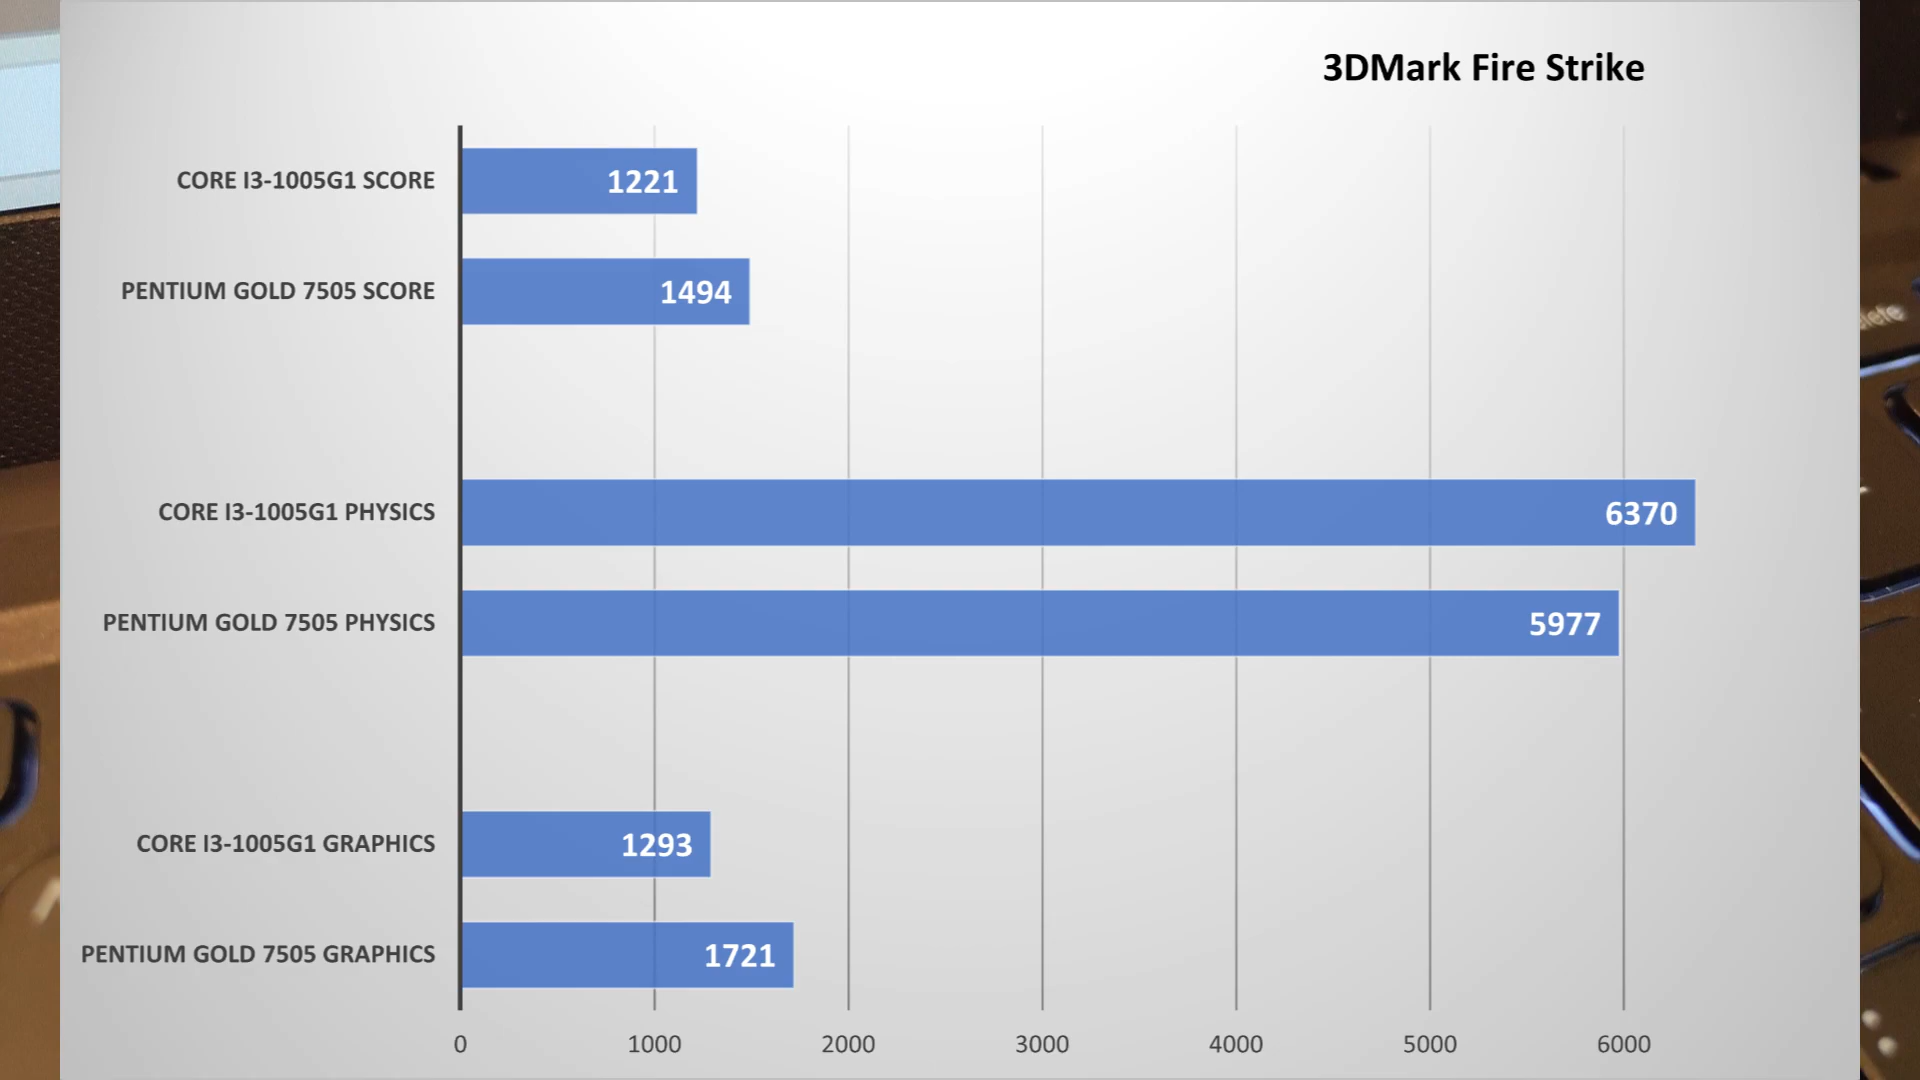 3DMark Fire Strike
CORE I3-1005G1 SCORE 1221
PENTIUM GOLD 7505 SCORE 1494
CORE I3-1005G1 PHYSICS 6370
PENTIUM GOLD 7505 PHYSICS 5977
CORE I3-1005G1 GRAPHICS 1293
PENTIUM GOLD 7505 GRAPHICS 1721
0 1000 2000 3000 4000 5000 6000